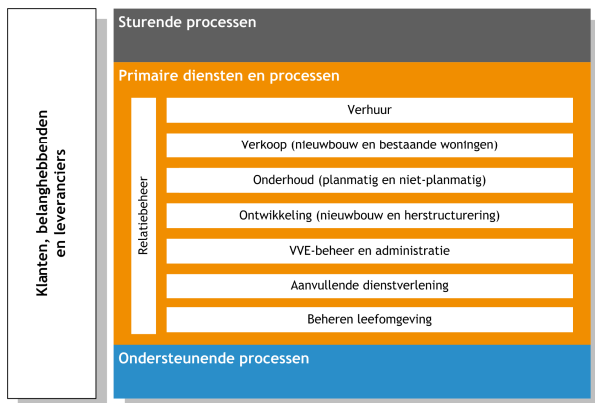 Klanten, belanghebbenden
en leveranciers
Sturende processen
Primaire diensten en processen
Relatiebeheer
Verhuur
Verkoop (nieuwbouw en bestaande woningen)
Onderhoud (planmatig en niet-planmatig)
Ontwikkeling (nieuwbouw en herstructurering)
VVE-beheer en administratie
Aanvullende dienstverlening
Beheren leefomgeving
Ondersteunende processen